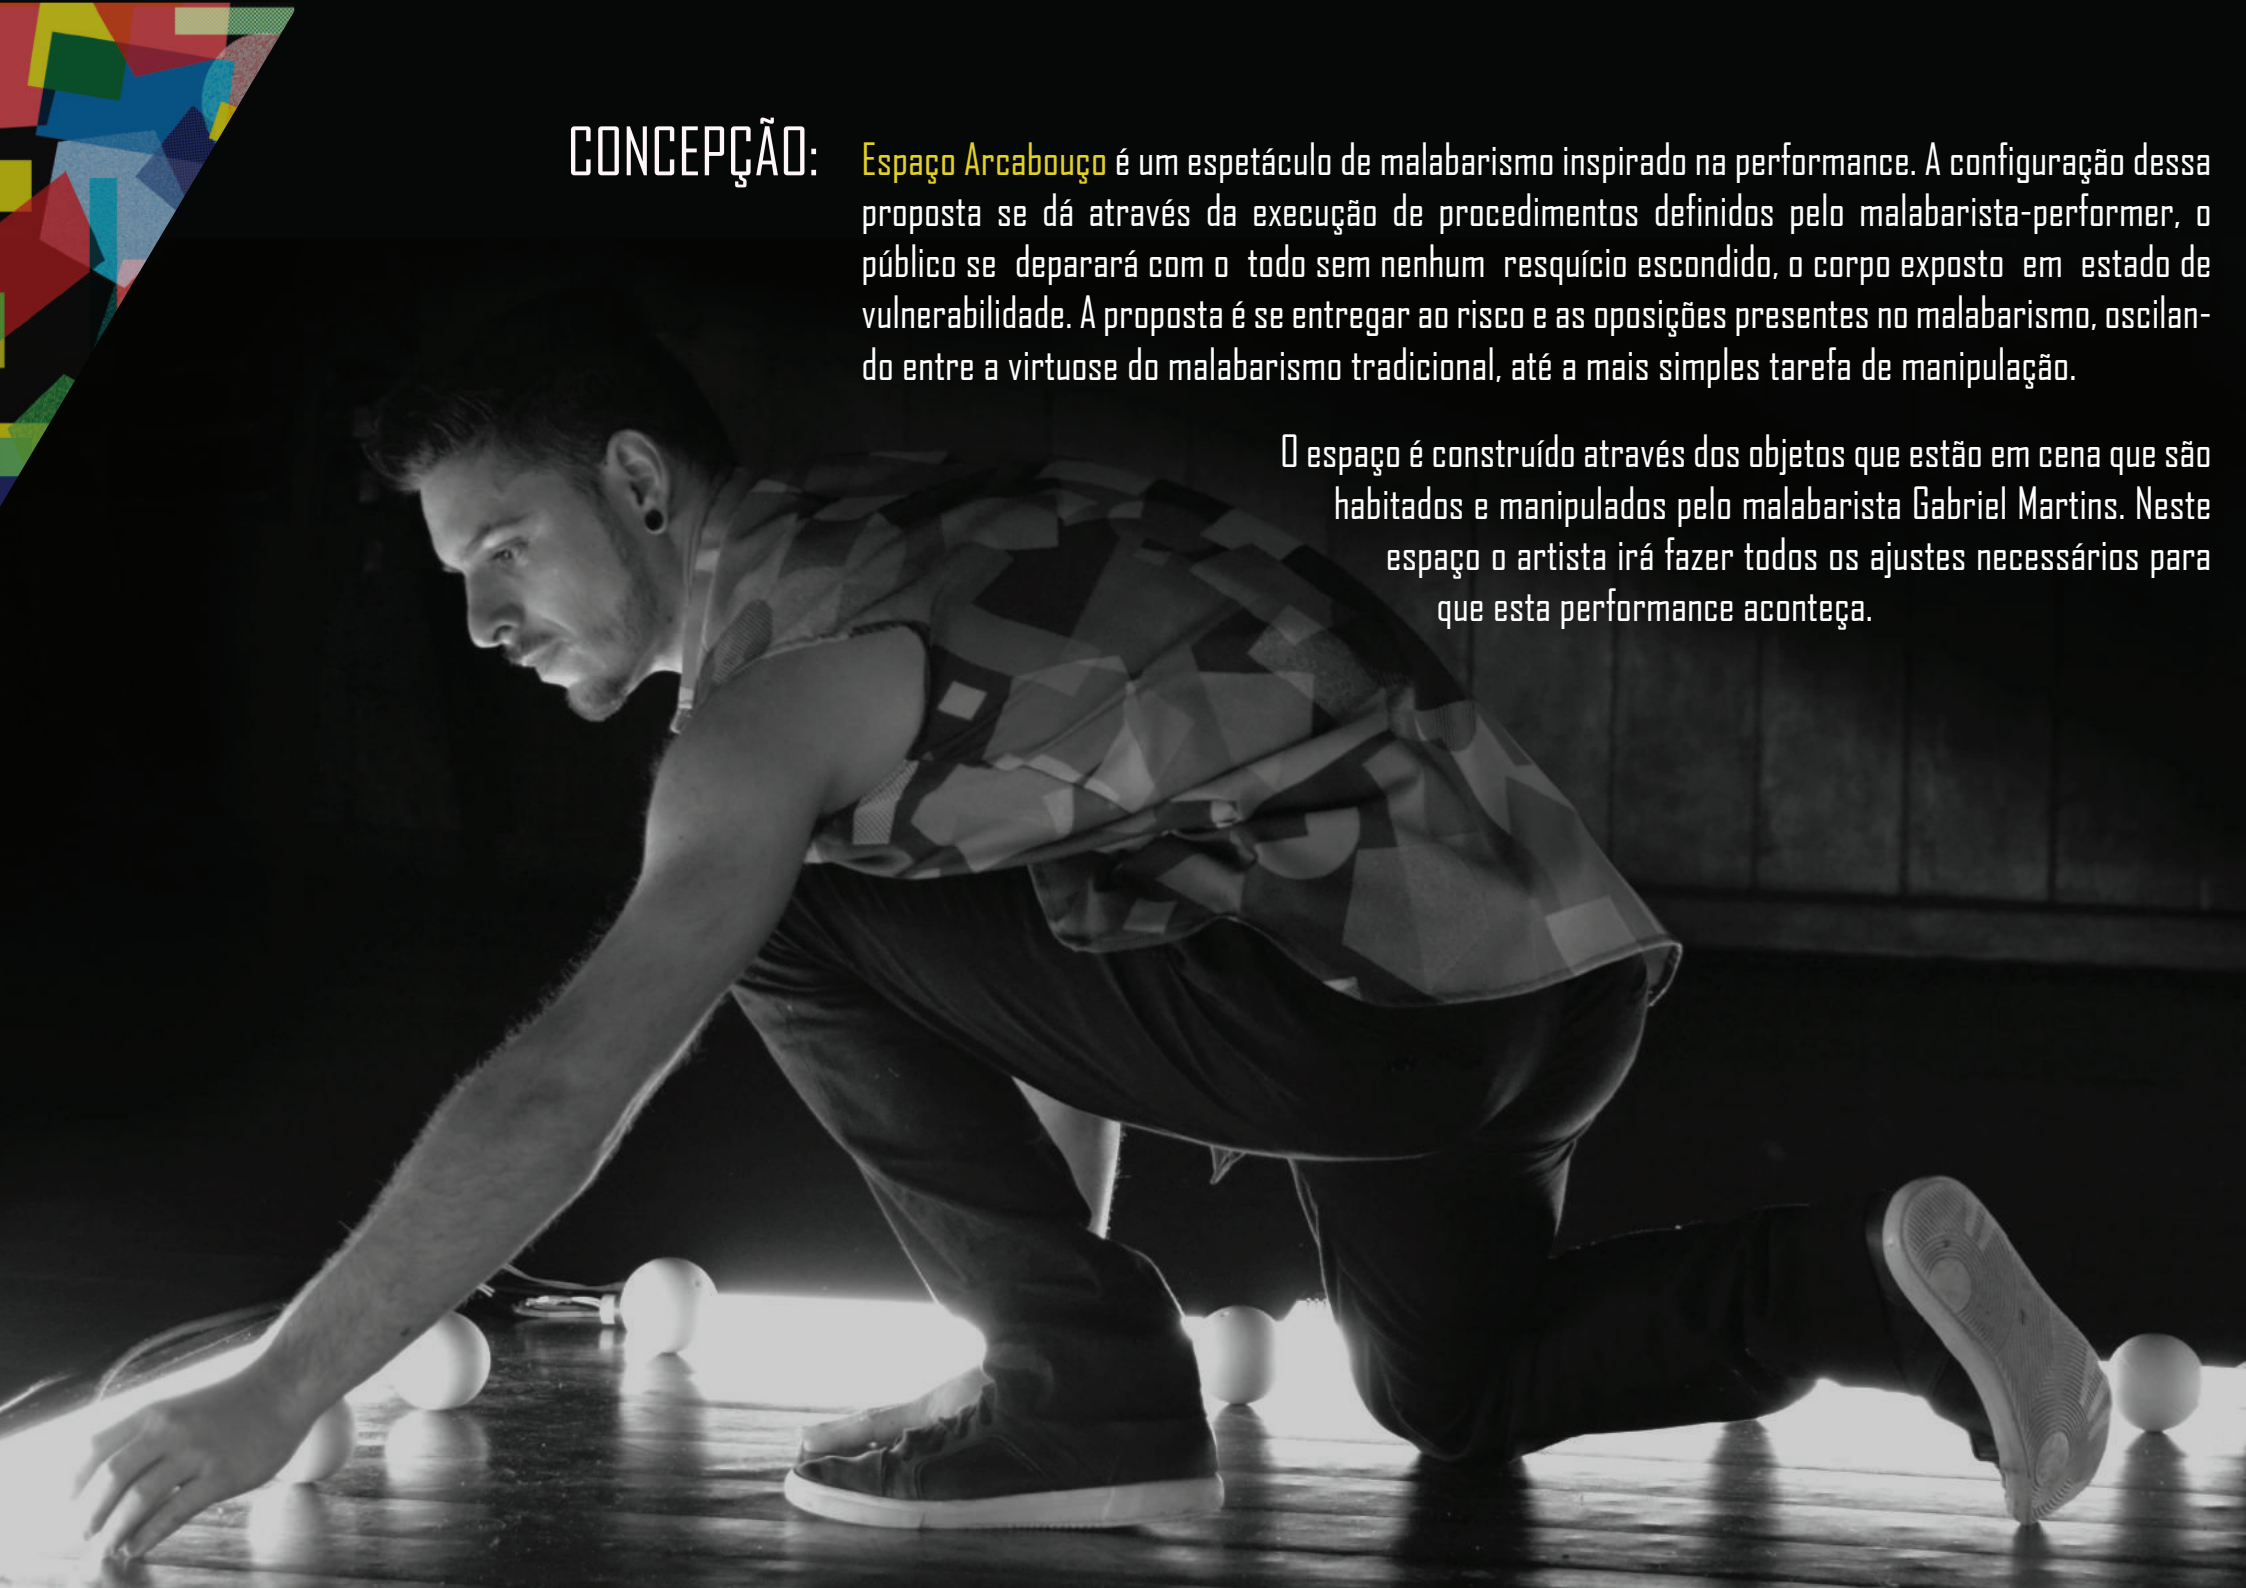 CONCEPÇÃO:
Espaço Arcabouço é um espetáculo de malabarismo inspirado na performance. A configuração dessa
proposta se dá através da execução de procedimentos definidos pelo malabarista-performer, o
público se deparará com o todo sem nenhum resquício escondido, o corpo exposto em estado de
vulnerabilidade. A proposta é se entregar ao risco e as oposições presentes no malabarismo, oscilan-
do entre a virtuose do malabarismo tradicional, até a mais simples tarefa de manipulação.
O espaço é construído através dos objetos que estão em cena que são
habitados e manipulados pelo malabarista Gabriel Martins. Neste
espaço o artista irá fazer todos os ajustes necessários para
que esta performance aconteça.